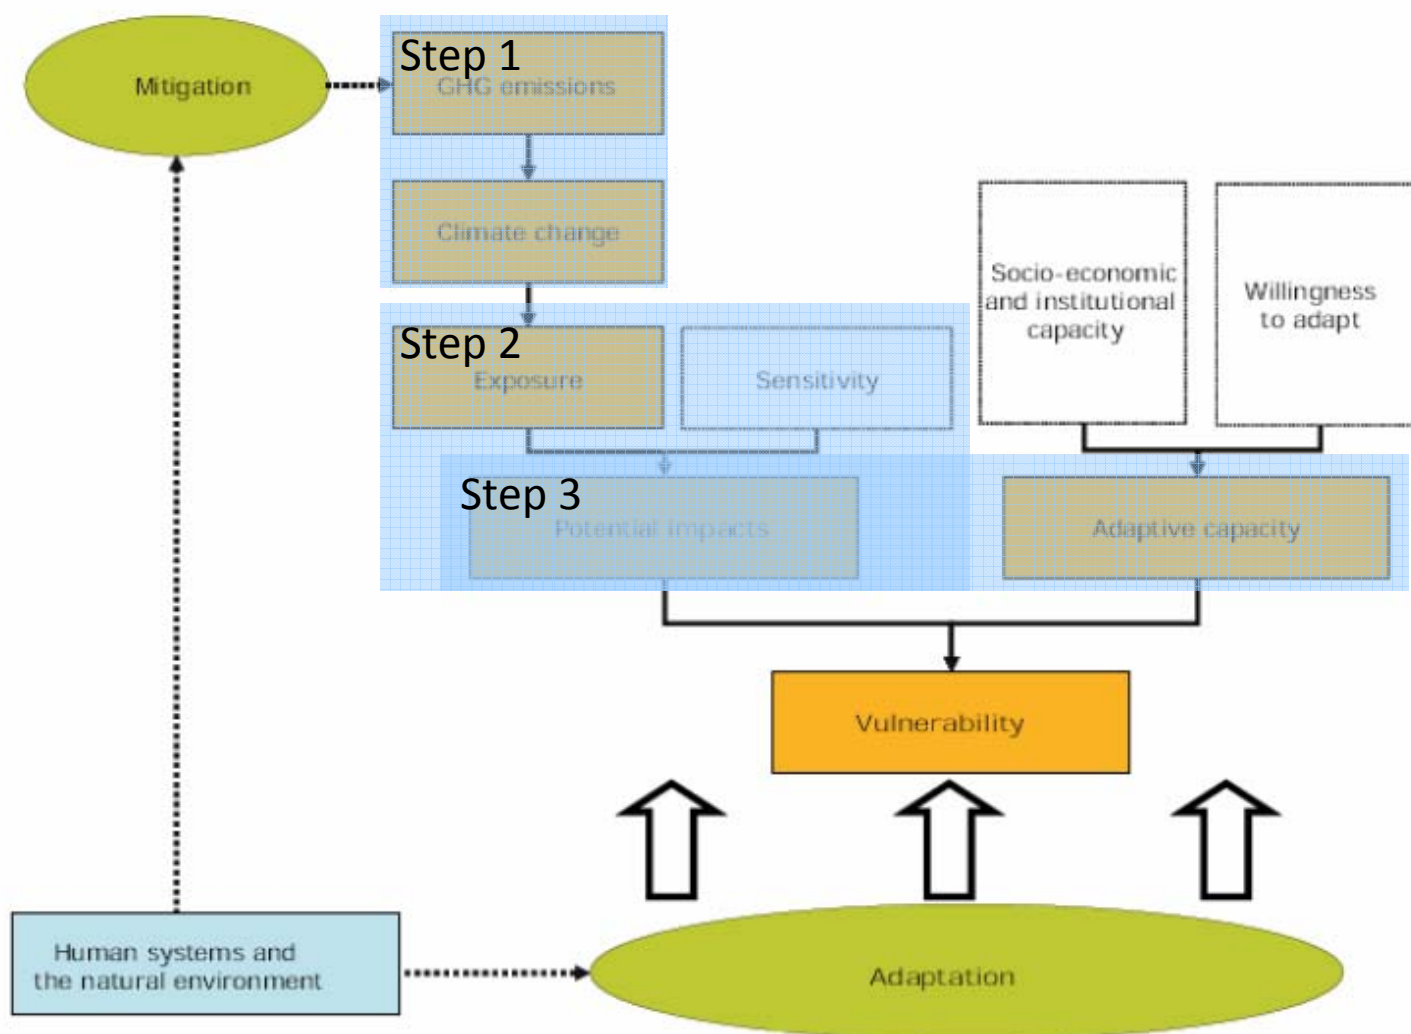 Step 1
Mitigation
GHG emissions
Climate change
Socio-economic
and institutional
capacity
Willingness
to adapt
Step 2
Exposure
Sensitivity
Step 3
Potential impacts
Adaptive capacity
Vulnerability
Human systems and
the natural environment
Adaptation